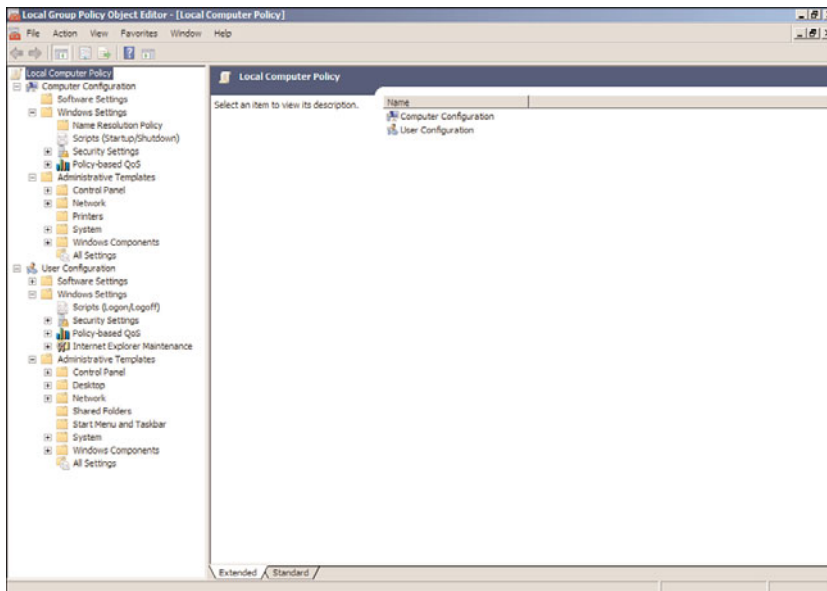 Local Group Policy Object Editor - [Local Computer Policy]
File Action View Favorites Window Help
Local Computer Policy
Computer Configuration
Software Settings
Windows Settings
Name Resolution Policy
Scripts (Startup/Shutdown)
Security Settings
Policy-based QoS
Administrative Templates
Control Panel
Network
Printers
System
Windows Components
All Settings
User Configuration
Software Settings
Windows Settings
Scripts (Logon/Logoff)
Security Settings
Policy-based QoS
Internet Explorer Maintenance
Administrative Templates
Control Panel
Desktop
Network
Shared Folders
Start Menu and Taskbar
System
Windows Components
All Settings
Local Computer Policy
Select an item to view its description.
Name
Computer Configuration
User Configuration
Extended Standard